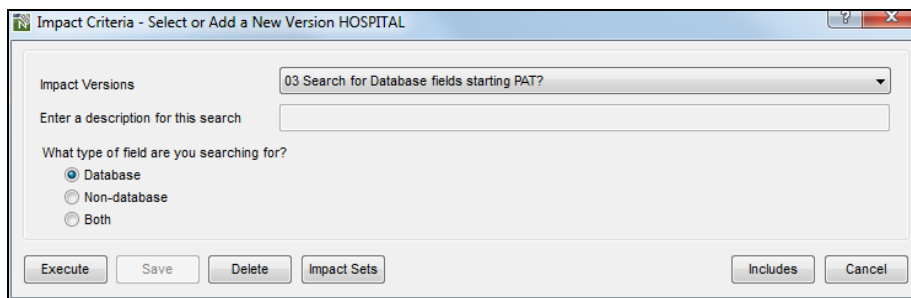 Impact Criteria - Select or Add a New Version HOSPITAL
Impact Versions
03 Search for Database fields starting PAT?
Enter a description for this search
What type of field are you searching for?
Database
Non-database
Both
Execute
Save
Delete
Impact Sets
Includes
Cancel